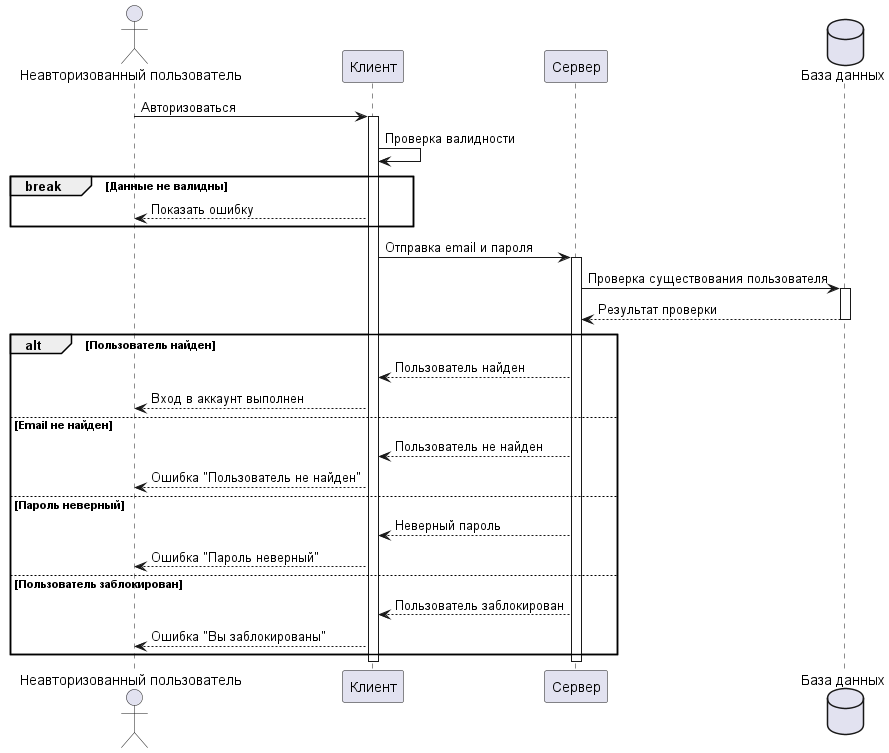 Неавторизованный пользователь
Клиент
Сервер
База данных
Авторизоваться
Проверка валидности
break
[Данные не валидны]
Показать ошибку
Отправка email и пароля
Проверка существования пользователя
Результат проверки
alt
[Пользователь найден]
Пользователь найден
Вход в аккаунт выполнен
[Email не найден]
Пользователь не найден
Ошибка "Пользователь не найден"
[Пароль неверный]
Неверный пароль
Ошибка "Пароль неверный"
[Пользователь заблокирован]
Пользователь заблокирован
Ошибка "Вы заблокированы"
Неавторизованный пользователь
Клиент
Сервер
База данных